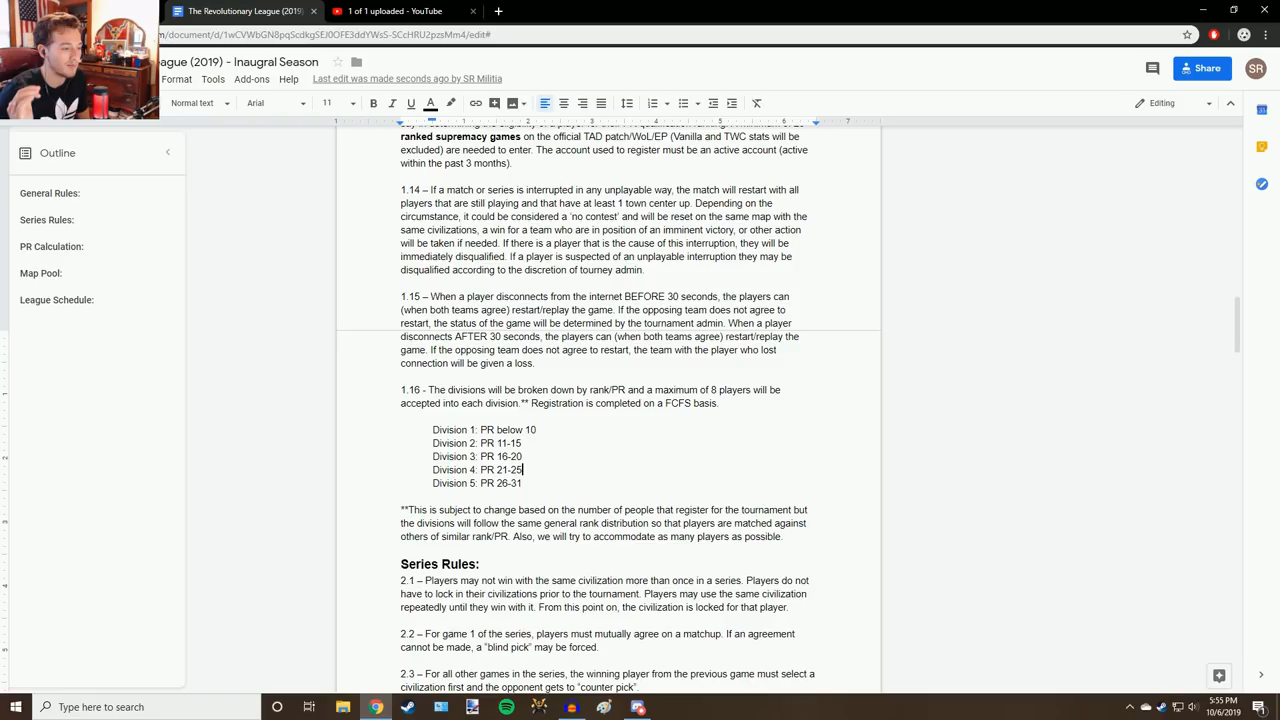 The Revolutionary League (2019)
1 of 1 uploaded - YouTube
m/document/d/1wCVWbGN8pqScdkgSEJ0OFE3ddYWsS-SCcHRU2pzsMm4/edit#
eague (2019) - Inaugral Season
Share
SR
Format Tools Add-ons Help Last edit was made seconds ago by SR Militia
Normal text Arial 11 Editing
Outline
General Rules:
Series Rules:
PR Calculation:
Map Pool:
League Schedule:
ranked supremacy games on the official TAD patch/WoL/EP (Vanilla and TWC stats will be
excluded) are needed to enter. The account used to register must be an active account (active
within the past 3 months).
1.14 – If a match or series is interrupted in any unplayable way, the match will restart with all
players that are still playing and that have at least 1 town center up. Depending on the
circumstance, it could be considered a 'no contest' and will be reset on the same map with the
same civilizations, a win for a team who are in position of an imminent victory, or other action
will be taken if needed. If there is a player that is the cause of this interruption, they will be
immediately disqualified. If a player is suspected of an unplayable interruption they may be
disqualified according to the discretion of tourney admin.
1.15 – When a player disconnects from the internet BEFORE 30 seconds, the players can
(when both teams agree) restart/replay the game. If the opposing team does not agree to
restart, the status of the game will be determined by the tournament admin. When a player
disconnects AFTER 30 seconds, the players can (when both teams agree) restart/replay the
game. If the opposing team does not agree to restart, the team with the player who lost
connection will be given a loss.
1.16 - The divisions will be broken down by rank/PR and a maximum of 8 players will be
accepted into each division.** Registration is completed on a FCFS basis.
Division 1: PR below 10
Division 2: PR 11-15
Division 3: PR 16-20
Division 4: PR 21-25
Division 5: PR 26-31
**This is subject to change based on the number of people that register for the tournament but
the divisions will follow the same general rank distribution so that players are matched against
others of similar rank/PR. Also, we will try to accommodate as many players as possible.
Series Rules:
2.1 – Players may not win with the same civilization more than once in a series. Players do not
have to lock in their civilizations prior to the tournament. Players may use the same civilization
repeatedly until they win with it. From this point on, the civilization is locked for that player.
2.2 – For game 1 of the series, players must mutually agree on a matchup. If an agreement
cannot be made, a "blind pick" may be forced.
2.3 – For all other games in the series, the winning player from the previous game must select a
civilization first and the opponent gets to "counter pick".
Type here to search
5:55 PM
10/6/2019